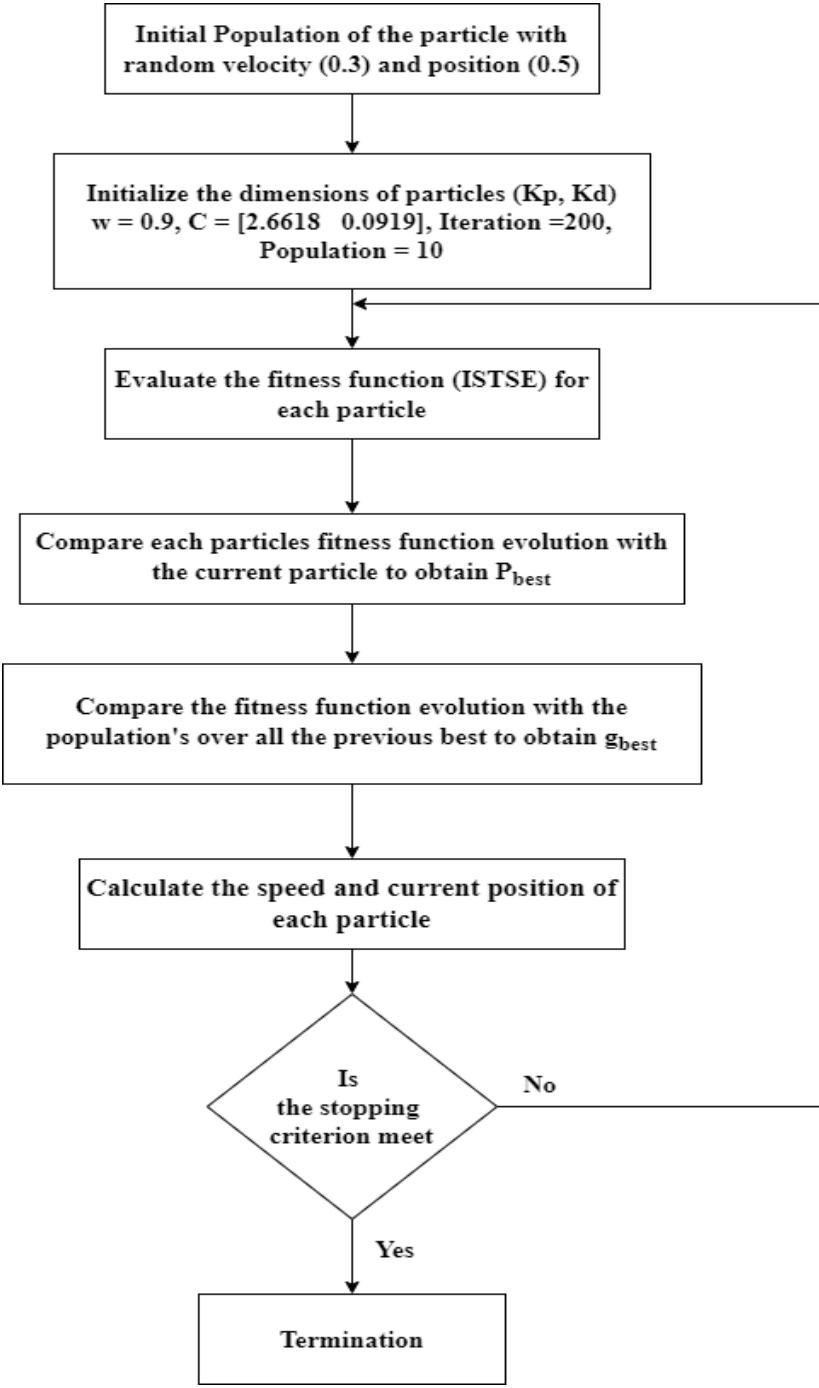 Initial Population of the particle with
random velocity (0.3) and position (0.5)
Initialize the dimensions of particles (Kp, Kd)
w = 0.9, C = [2.6618 0.0919], Iteration =200,
Population = 10
Evaluate the fitness function (ISTSE) for
each particle
Compare each particles fitness function evolution with
the current particle to obtain Pbest
Compare the fitness function evolution with the
population's over all the previous best to obtain gbest
Calculate the speed and current position of
each particle
Is
the stopping
criterion meet
No
Yes
Termination